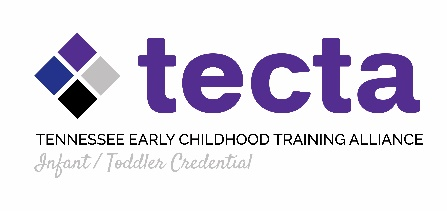 tecta
TENNESSEE EARLY CHILDHOOD TRAINING ALLIANCE
Infant / Toddler Credential